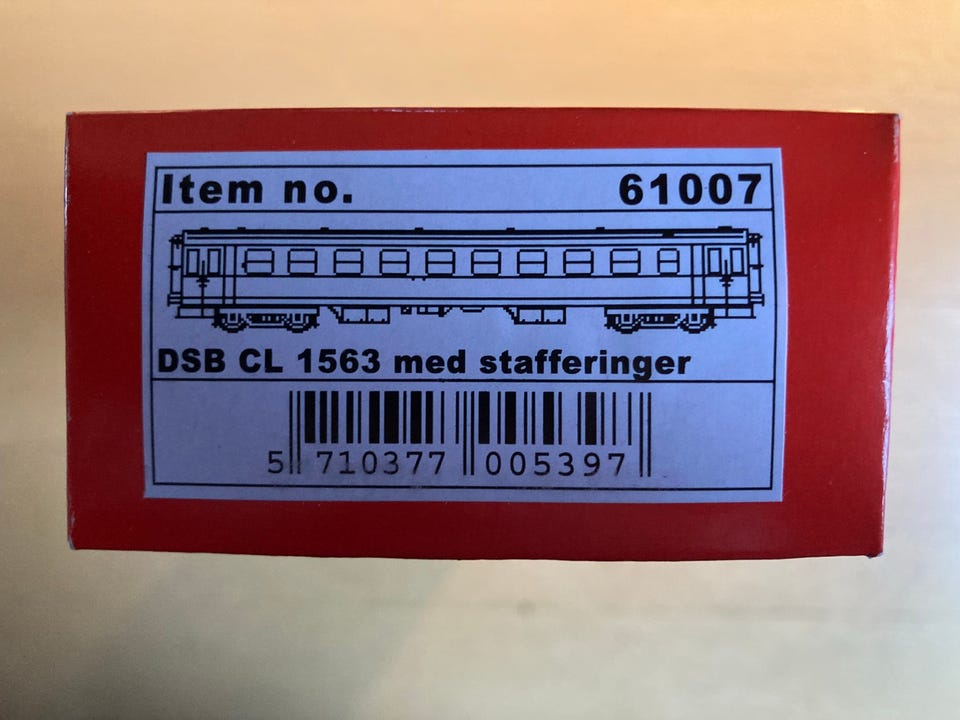 Item no. 61007
DSB CL 1563 med stafferinger
5 710377 005397